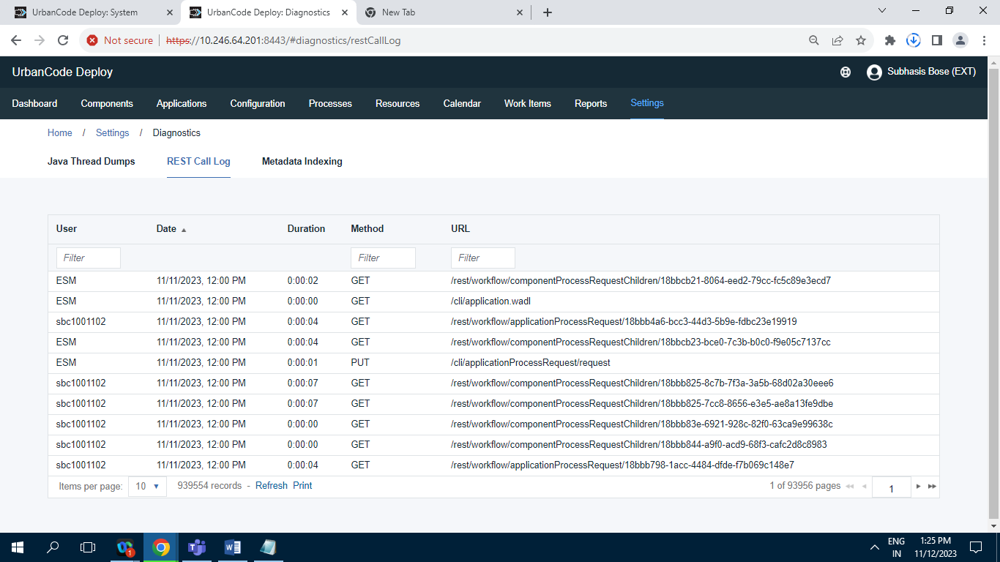 UrbanCode Deploy: System
UrbanCode Deploy: Diagnostics
New Tab
Not secure https://10.246.64.201:8443/#diagnostics/restCallLog
UrbanCode Deploy
Subhasis Bose (EXT)
Dashboard Components Applications Configuration Processes Resources Calendar Work Items Reports Settings
Home / Settings / Diagnostics
Java Thread Dumps REST Call Log Metadata Indexing
User Date Duration Method URL
Filter Filter Filter
ESM 11/11/2023, 12:00 PM 0:00:02 GET /rest/workflow/componentProcessRequestChildren/18bbcb21-8064-eed2-79cc-fc5c89e3ecd7
ESM 11/11/2023, 12:00 PM 0:00:00 GET /cli/application.wadl
sbc1001102 11/11/2023, 12:00 PM 0:00:04 GET /rest/workflow/applicationProcessRequest/18bbb4a6-bcc3-44d3-5b9e-fdbc23e19919
ESM 11/11/2023, 12:00 PM 0:00:04 GET /rest/workflow/componentProcessRequestChildren/18bbcb23-bce0-7c3b-b0c0-f9e05c7137cc
ESM 11/11/2023, 12:00 PM 0:00:01 PUT /cli/applicationProcessRequest/request
sbc1001102 11/11/2023, 12:00 PM 0:00:07 GET /rest/workflow/componentProcessRequestChildren/18bbb825-8c7b-7f3a-3a5b-68d02a30eee6
sbc1001102 11/11/2023, 12:00 PM 0:00:07 GET /rest/workflow/componentProcessRequestChildren/18bbb825-7cc8-8656-e3e5-ae8a13fe9dbe
sbc1001102 11/11/2023, 12:00 PM 0:00:00 GET /rest/workflow/componentProcessRequestChildren/18bbb83e-6921-928c-82f0-63ca9e99638c
sbc1001102 11/11/2023, 12:00 PM 0:00:00 GET /rest/workflow/componentProcessRequestChildren/18bbb844-a9f0-acd9-68f3-cafc2d8c8983
sbc1001102 11/11/2023, 12:00 PM 0:00:04 GET /rest/workflow/applicationProcessRequest/18bbb798-1acc-4484-dfde-f7b069c148e7
Items per page: 10 939554 records - Refresh Print 1 of 93956 pages 1
1
ENG 1:25 PM
IN 11/12/2023